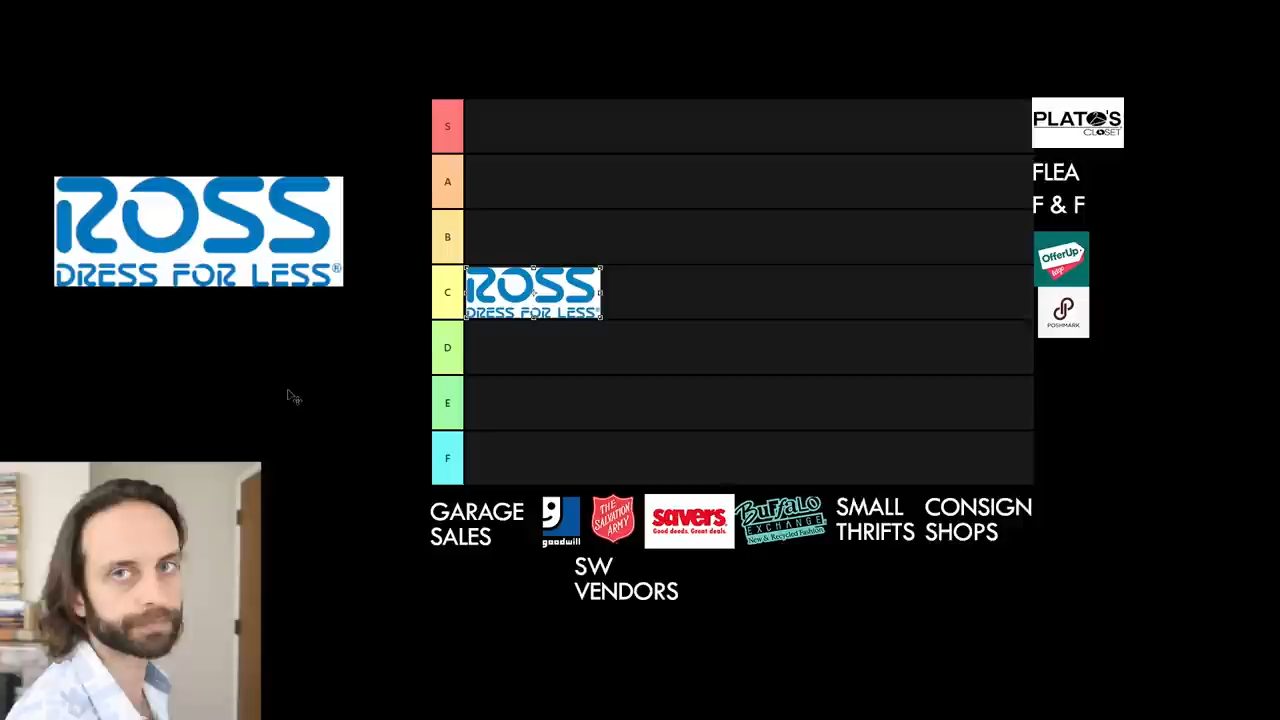 ROSS
DRESS FOR LESS®
S
A
B
C
D
E
F
ROSS
DRESS FOR LESS
PLATO'S
CLOSET
FLEA
F & F
OfferUp
POSHMARK
GARAGE
SALES
goodwill
THE
SALVATION
ARMY
savers.
Good deeds. Great deals.
BUFFALO
EXCHANGE
New & Recycled Fashion
SMALL
THRIFTS
CONSIGN
SHOPS
SW
VENDORS